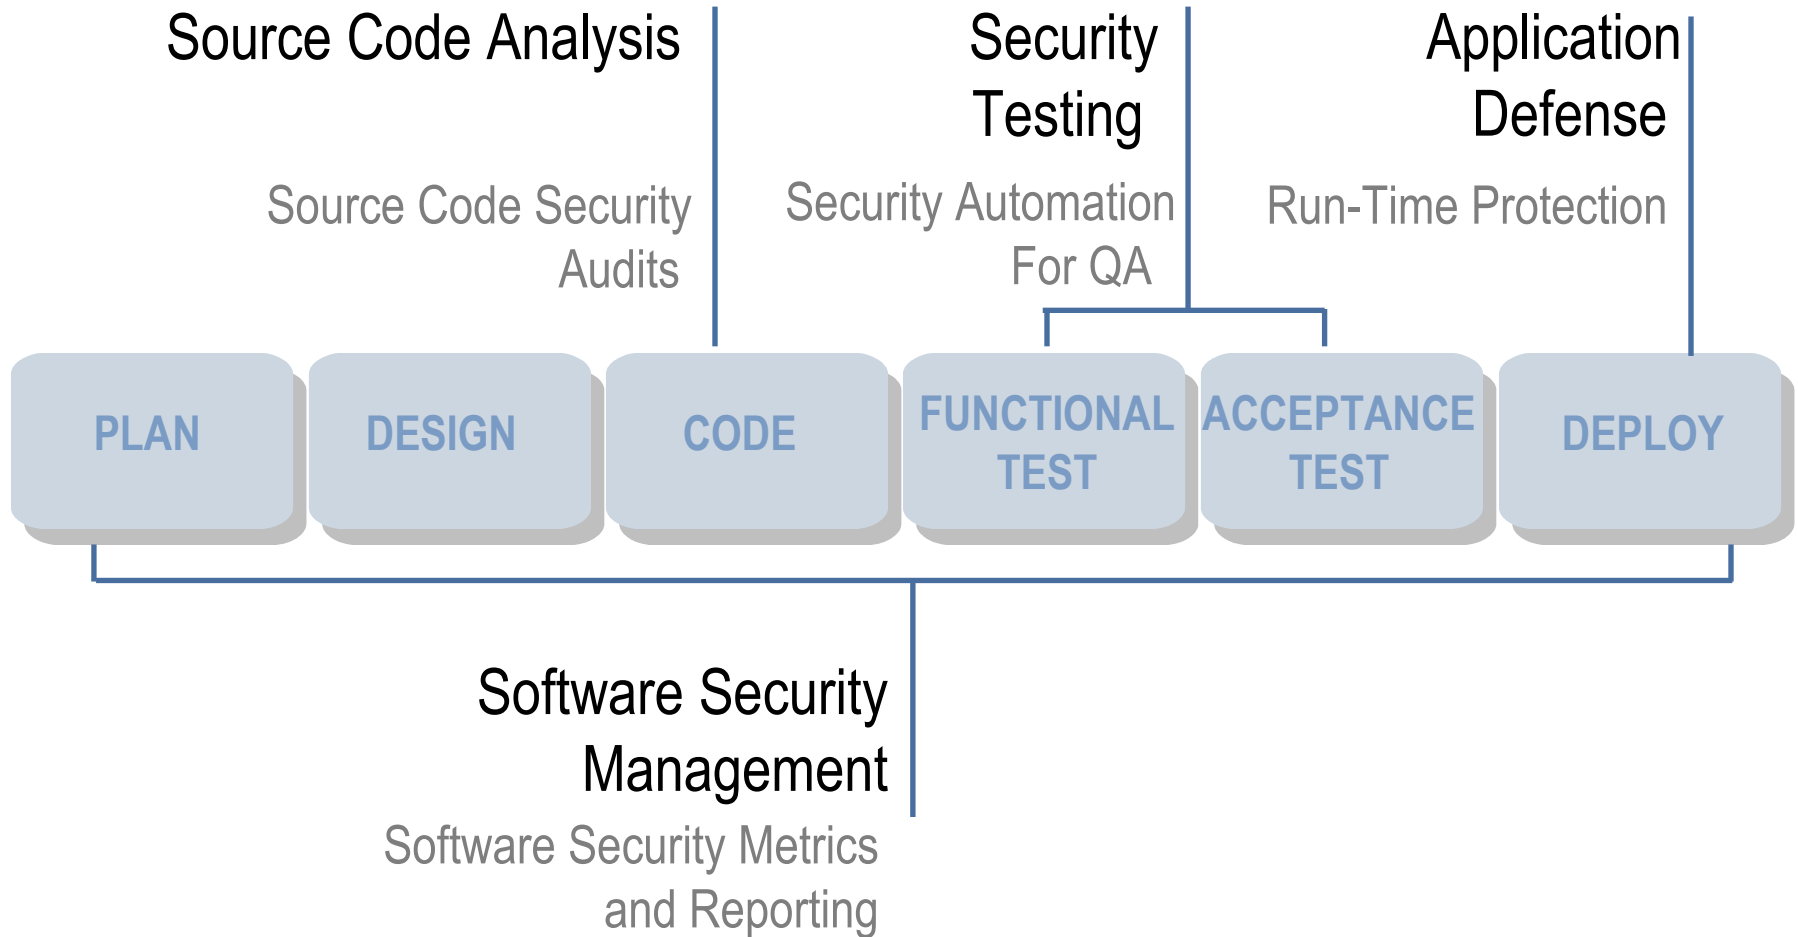 Source Code Analysis
Source Code Security
Audits
Security
Testing
Security Automation
For QA
Application
Defense
Run-Time Protection
PLAN
DESIGN
CODE
FUNCTIONAL
TEST
ACCEPTANCE
TEST
DEPLOY
Software Security
Management
Software Security Metrics
and Reporting